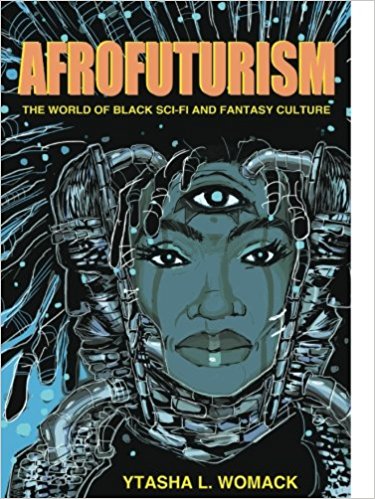 AFROFUTURISM
THE WORLD OF BLACK SCI-FI AND FANTASY CULTURE
YTASHA L. WOMACK